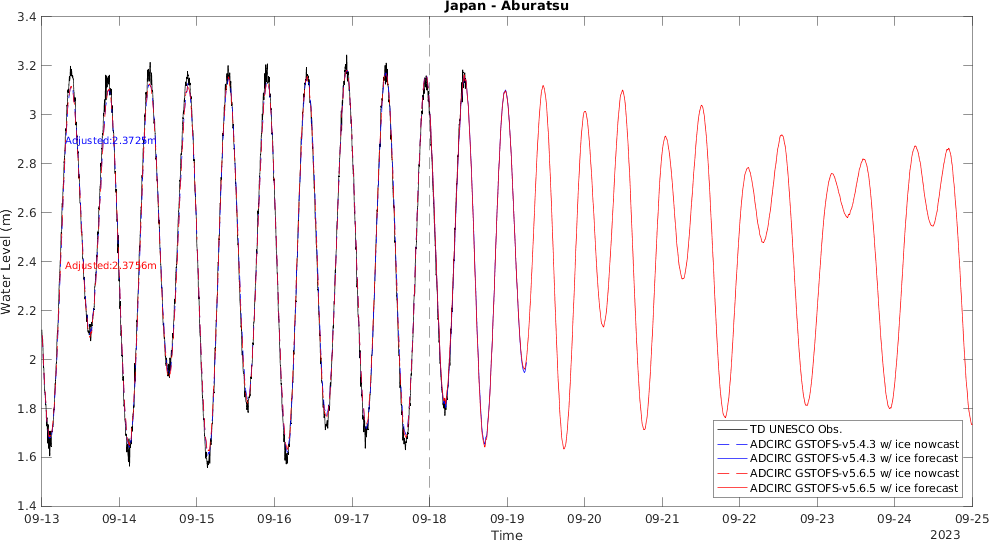 Japan - Aburatsu
3.4
3.2
3
2.8
2.6
2.4
2.2
2
1.8
1.6
1.4
Water Level (m)
Adjusted:2.3725m
Adjusted:2.3756m
TD UNESCO Obs.
ADCIRC GSTOFS-v5.4.3 w/ ice nowcast
ADCIRC GSTOFS-v5.4.3 w/ ice forecast
ADCIRC GSTOFS-v5.6.5 w/ ice nowcast
ADCIRC GSTOFS-v5.6.5 w/ ice forecast
09-13 09-14 09-15 09-16 09-17 09-18 09-19 09-20 09-21 09-22 09-23 09-24 09-25
Time
2023